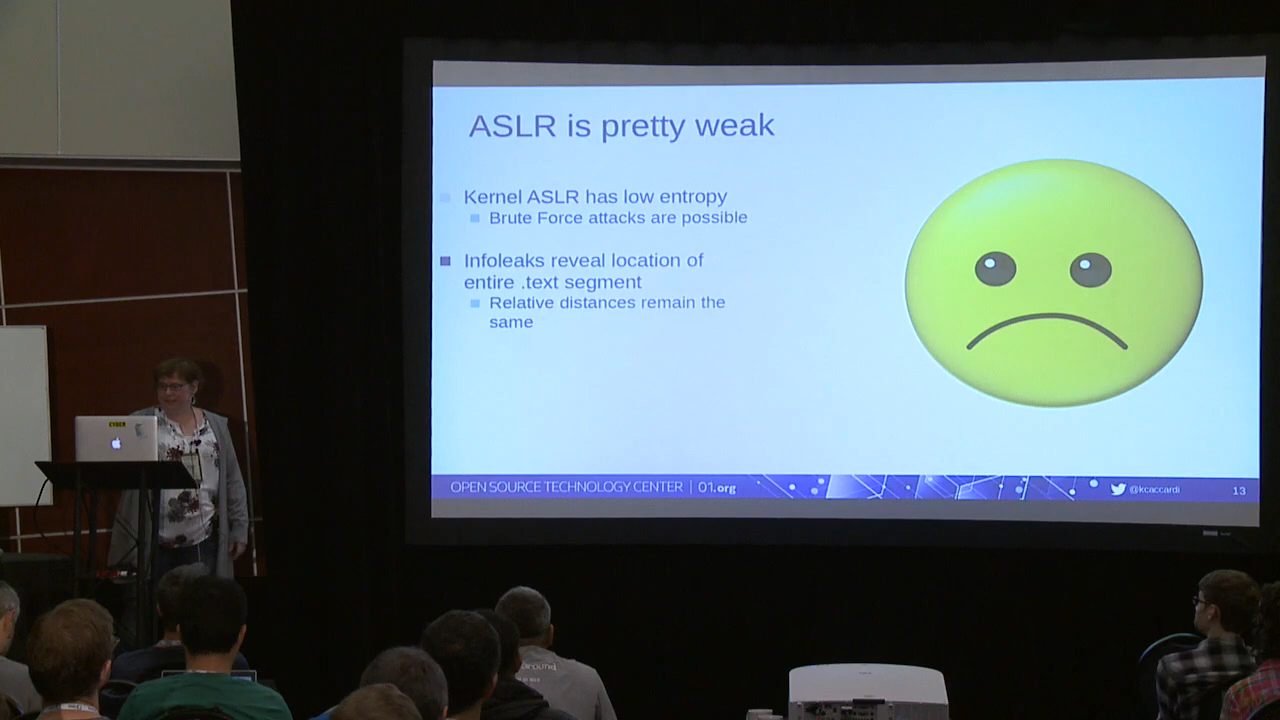 ASLR is pretty weak
Kernel ASLR has low entropy
Brute Force attacks are possible
Infoleaks reveal location of
entire .text segment
Relative distances remain the
same
OPEN SOURCE TECHNOLOGY CENTER | 01.org
@kcaccardi
13